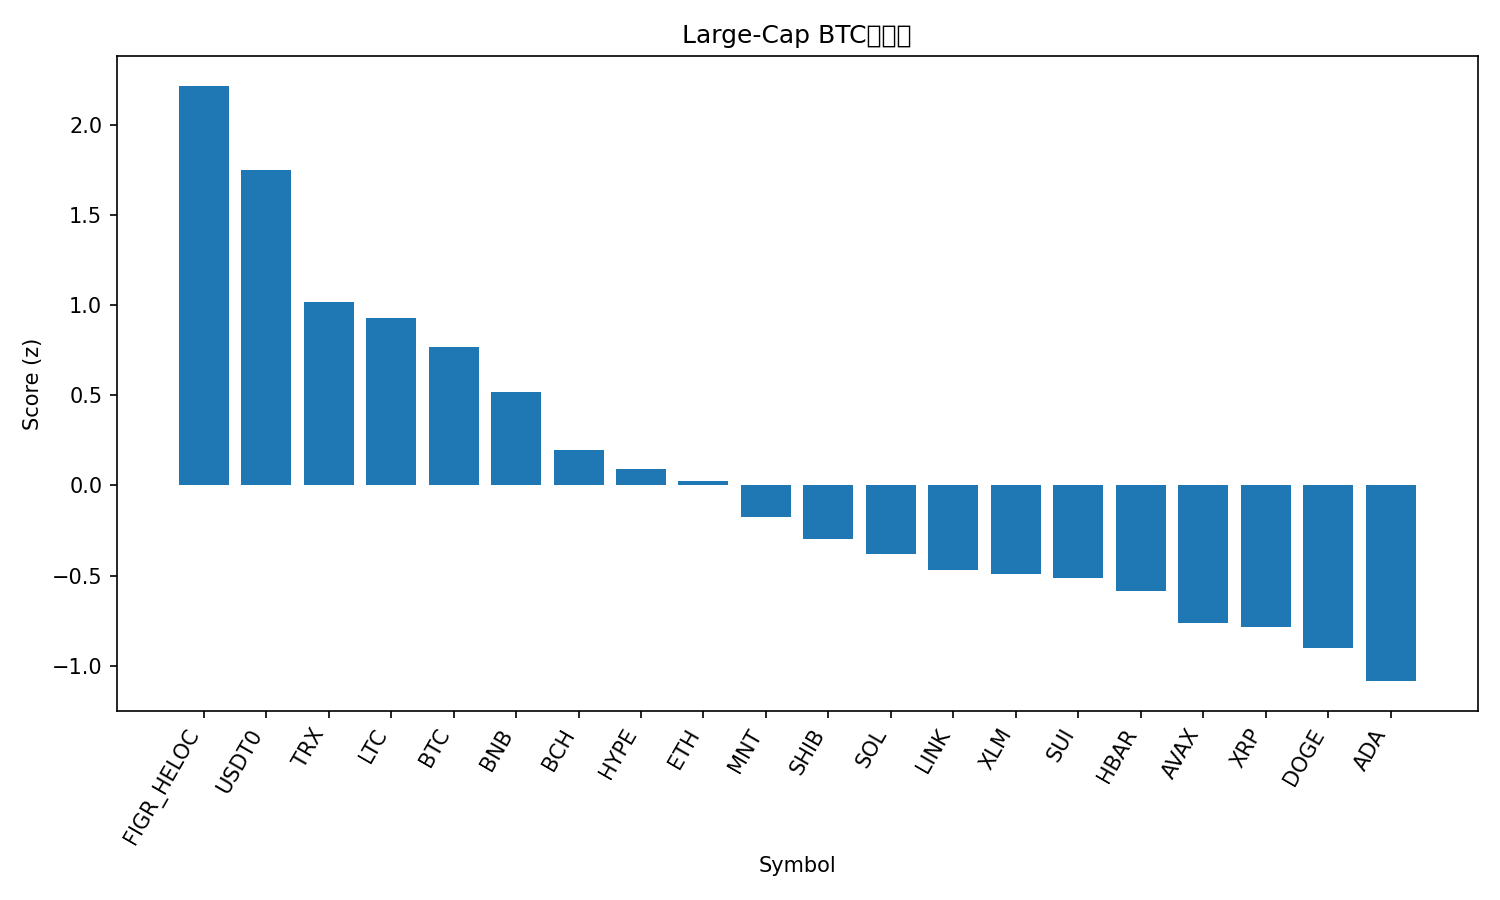 Large-Cap BTC
Score (z)
2.0
1.5
1.0
0.5
0.0
−0.5
−1.0
FIGR_HELOC
USDT0
TRX
LTC
BTC
BNB
BCH
HYPE
ETH
MNT
SHIB
SOL
LINK
XLM
SUI
HBAR
AVAX
XRP
DOGE
ADA
Symbol